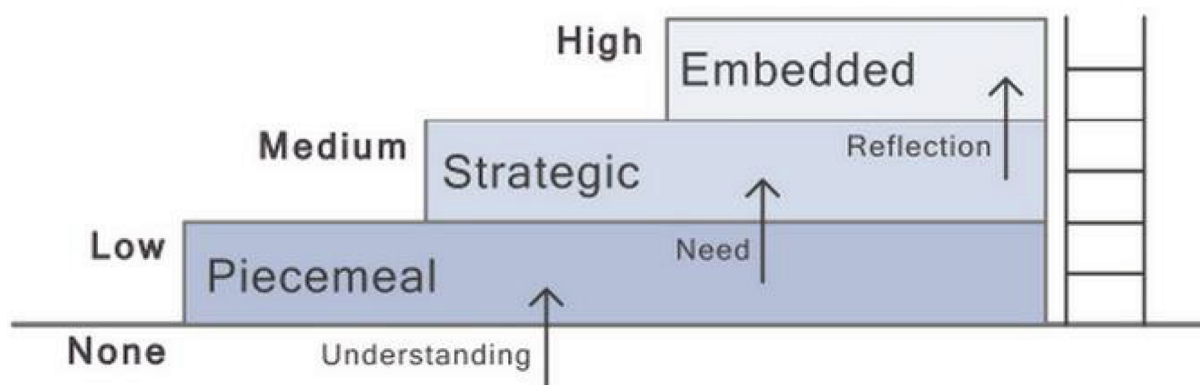 High
Embedded
Medium
Reflection
Strategic
Low
Need
Piecemeal
None
Understanding